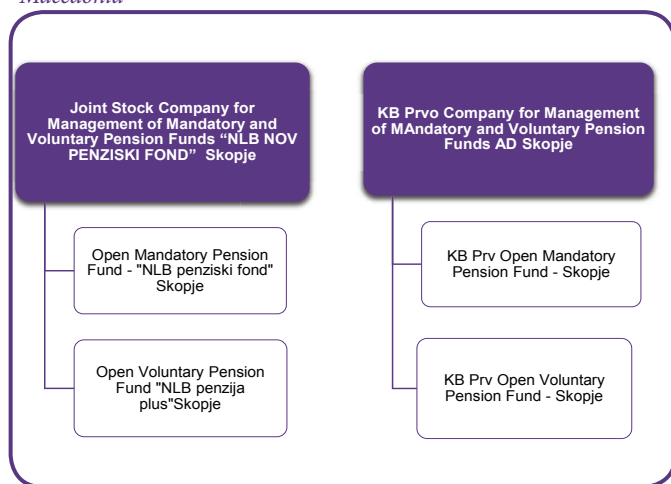 Macedonia
Joint Stock Company for
Management of Mandatory and
Voluntary Pension Funds “NLB NOV
PENZISKI FOND” Skopje
Open Mandatory Pension
Fund - "NLB penziski fond"
Skopje
Open Voluntary Pension
Fund "NLB penzija
plus"Skopje
KB Prvo Company for Management
of MAndatory and Voluntary Pension
Funds AD Skopje
KB Prv Open Mandatory
Pension Fund - Skopje
KB Prv Open Voluntary
Pension Fund - Skopje